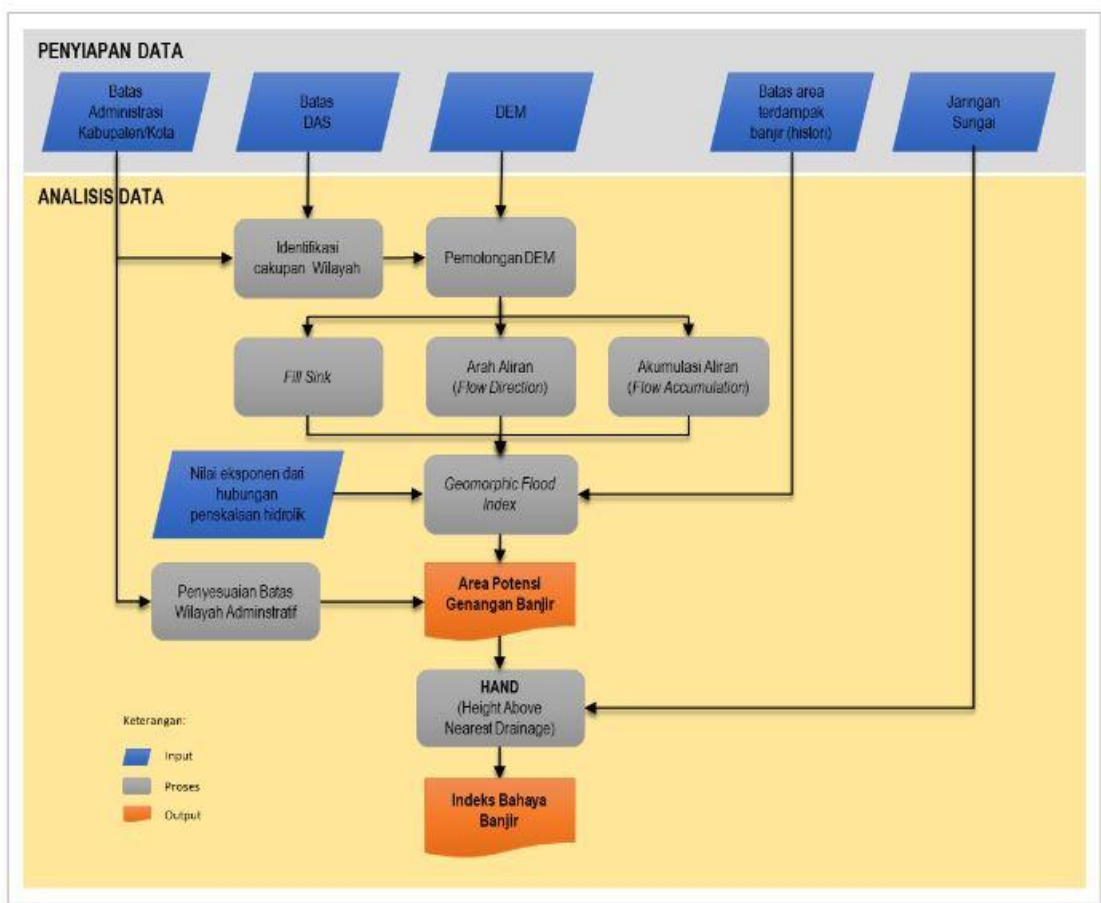 PENYIAPAN DATA
Batas
Administrasi
Kabupaten/Kota
Batas
DAS
DEM
Batas area
terdampak
banjir (histori)
Jaringan
Sungai
ANALISIS DATA
Identifikasi
cakupan Wilayah
Pemolongan DEM
Fill Sink
Arah Aliran
(Flow Direction)
Akumulasi Aliran
(Flow Accumulation)
Nilai eksponen dari
hubungan
penskalaan hidrolik
Geomorphic Flood
Index
Penyesuaian Batas
Wilayah Adminstratif
Area Potensi
Genangan Banjir
HAND
(Height Above
Nearest Drainage)
Indeks Bahaya
Banjir
Keterangan:
Input
Proses
Output